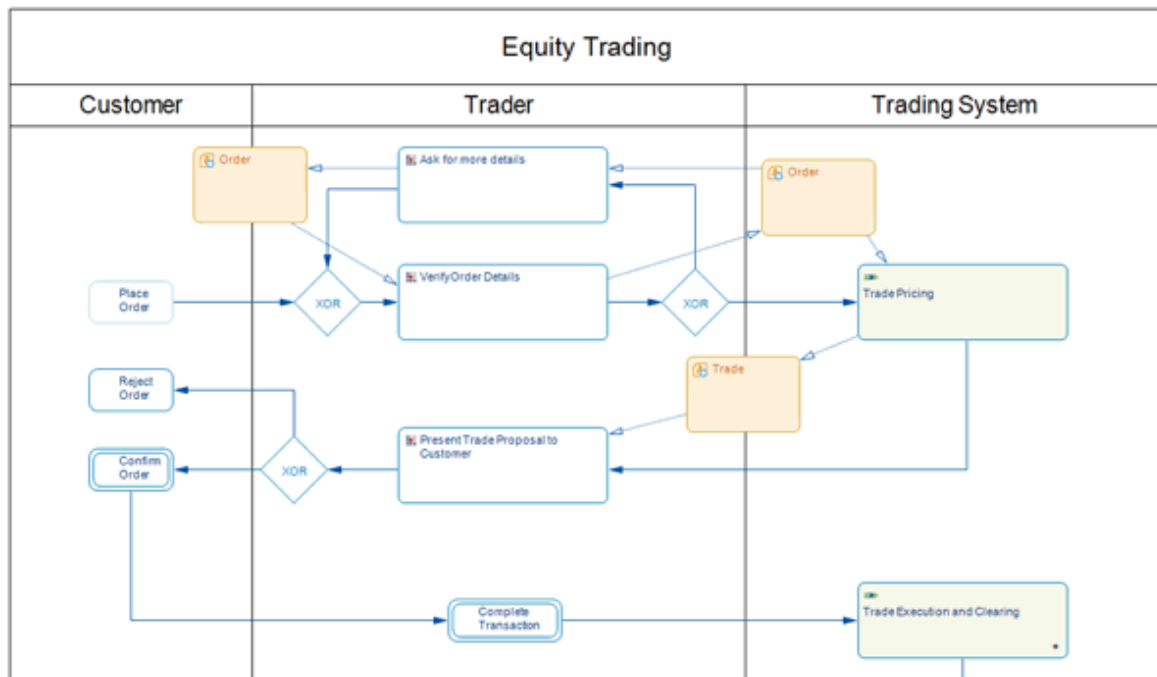 Equity Trading
Customer
Trader
Trading System
Order
Ask for more details
Order
Place
Order
XOR
VerifyOrder Details
XOR
Trade Pricing
Reject
Order
Trade
Confirm
Order
XOR
Present Trade Proposal to
Customer
Complete
Transaction
Trade Execution and Clearing